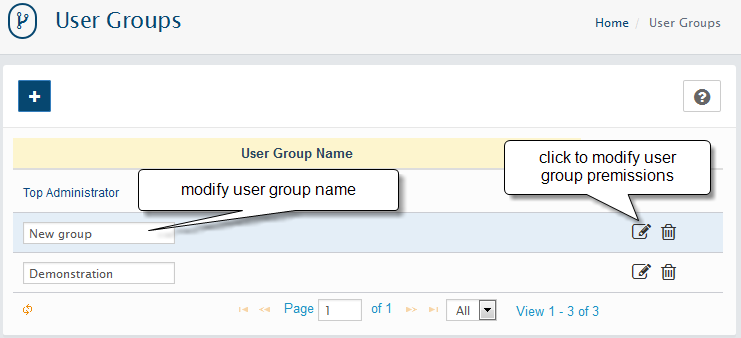 User Groups
Home / User Groups
User Group Name
click to modify user
group premissions
Top Administrator
modify user group name
New group
Demonstration
Page 1 of 1 All View 1 - 3 of 3